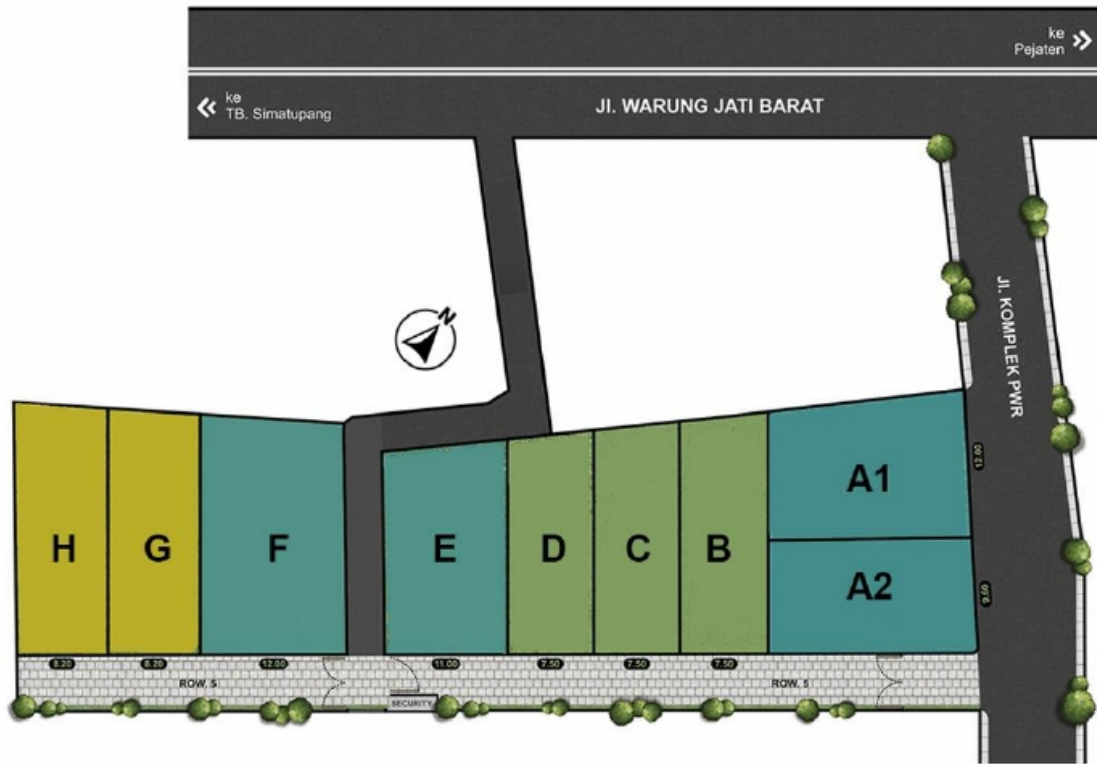 ke
Pejaten
ke
TB. Simatupang
Jl. WARUNG JATI BARAT
N
Jl. KOMPLEK PWR
A1
12.00
H
G
F
E
D
C
B
A2
9.60
8.20
8.20
12.00
11.00
7.50
7.50
7.50
ROW. 5
ROW. 5
SECURITY